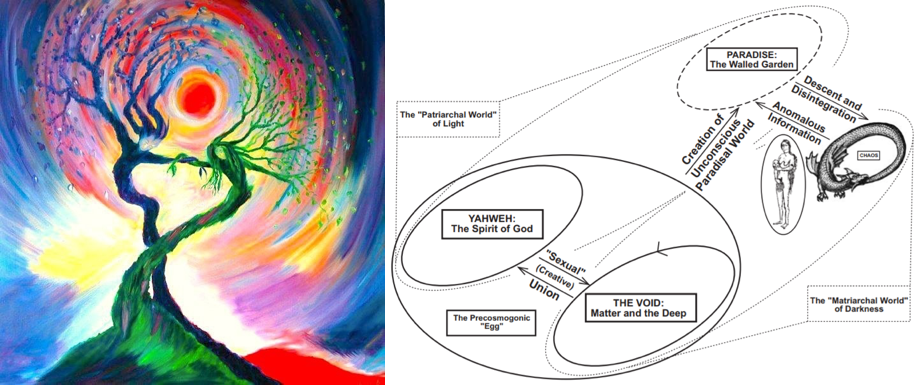 PARADISE:
The Walled Garden
The "Patriarchal World"
of Light
Descent and
Disintegration
Anomalous
Information
Creation of
Unconscious
Paradisal World
CHAOS
YAHWEH:
The Spirit of God
"Sexual"
(Creative)
Union
THE VOID:
Matter and the Deep
The Precosmogonic
"Egg"
The "Matriarchal World"
of Darkness